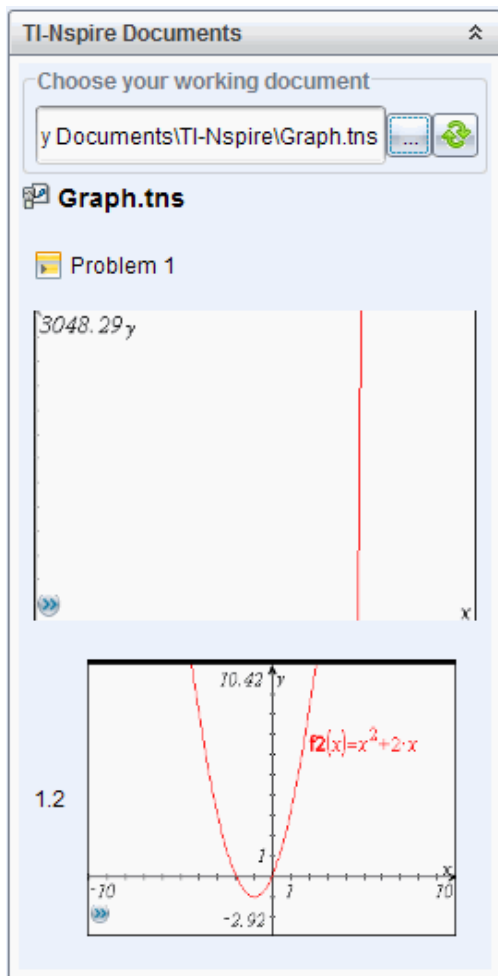 TI-Nspire Documents
Choose your working document
y Documents\TI-Nspire\Graph.tns
...
Graph.tns
Problem 1
3048.29 y
x
10.42 y
f2(x)=x²+2·x
1.2
1
x
-10
1
10
-2.92